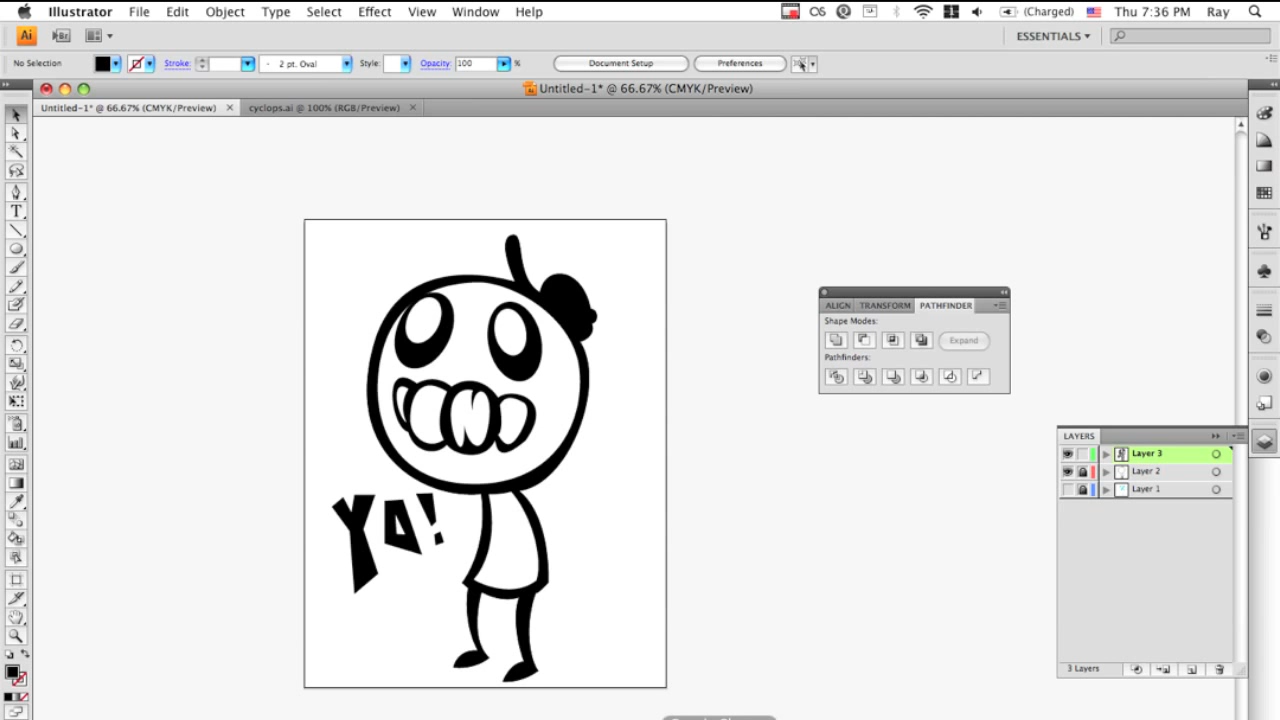 Illustrator File Edit Object Type Select Effect View Window Help (Charged) Thu 7:36 PM Ray
Ai Br ESSENTIALS
No Selection Stroke: 2 pt. Oval Style: Opacity: 100 % Document Setup Preferences
Untitled-1* @ 66.67% (CMYK/Preview)
Untitled-1* @ 66.67% (CMYK/Preview) cyclops.ai @ 100% (RGB/Preview)
ALIGN TRANSFORM PATHFINDER
Shape Modes:
Expand
Pathfinders:
LAYERS
Layer 3
Layer 2
Layer 1
YO!
3 Layers